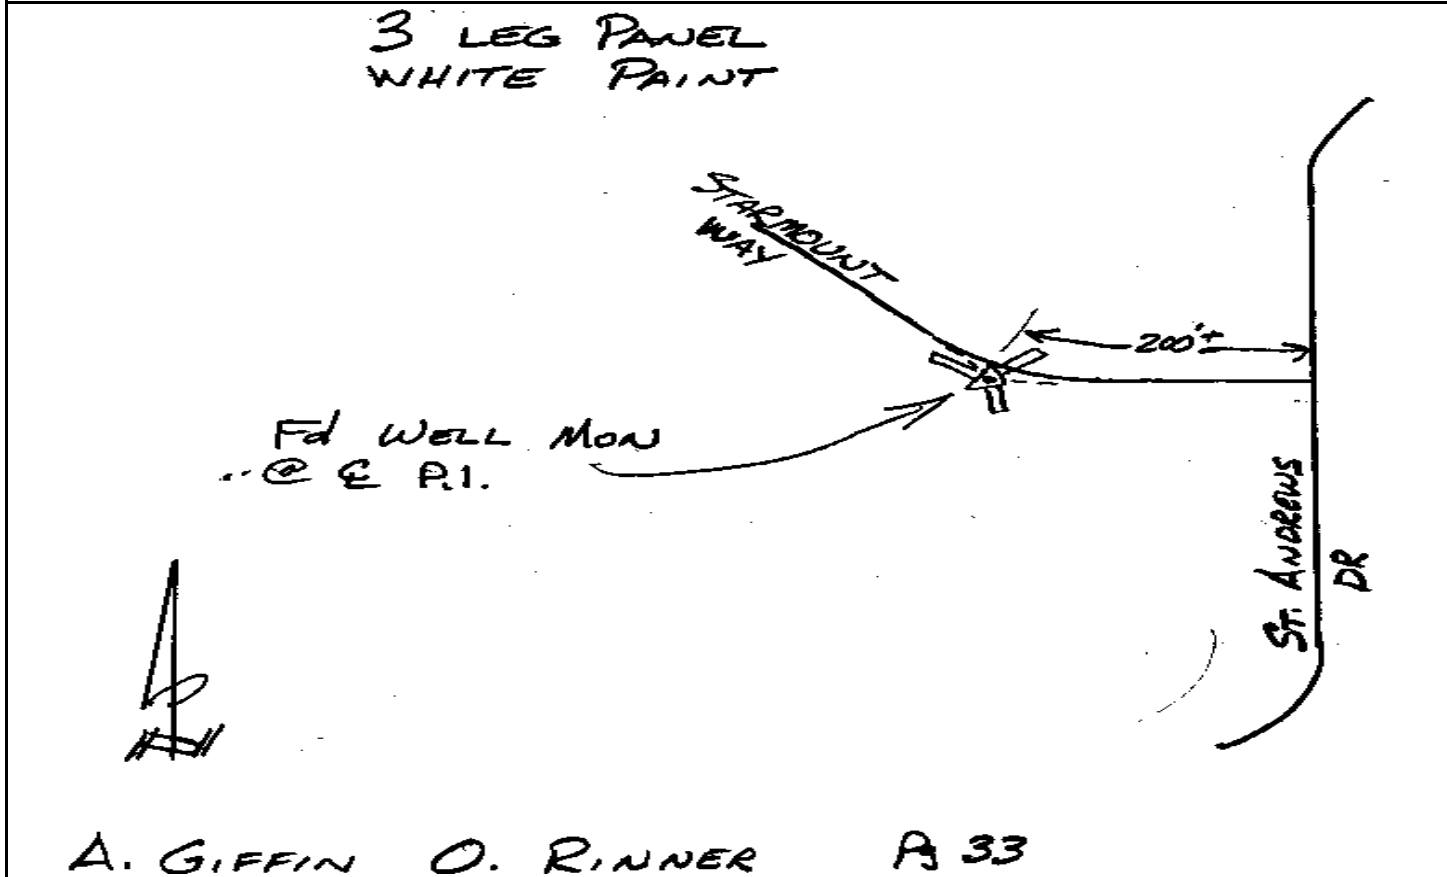 3 LEG PANEL
WHITE PAINT
STARMOUNT
WAY
200'±
Fd WELL MON
@ ℄ P.I.
ST. ANDREWS
DR
A. GIFFIN O. RINNER Pg 33